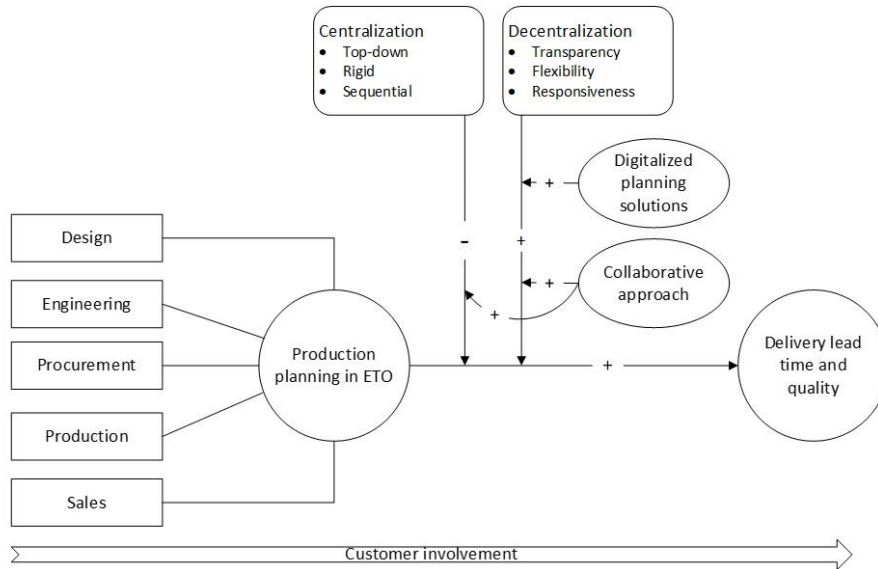 Centralization
• Top-down
• Rigid
• Sequential
Decentralization
• Transparency
• Flexibility
• Responsiveness
Digitalized
planning
solutions
+
Collaborative
approach
+
-
+
+
Design
Engineering
Procurement
Production
Sales
Production
planning in ETO
+
Delivery lead
time and
quality
Customer involvement